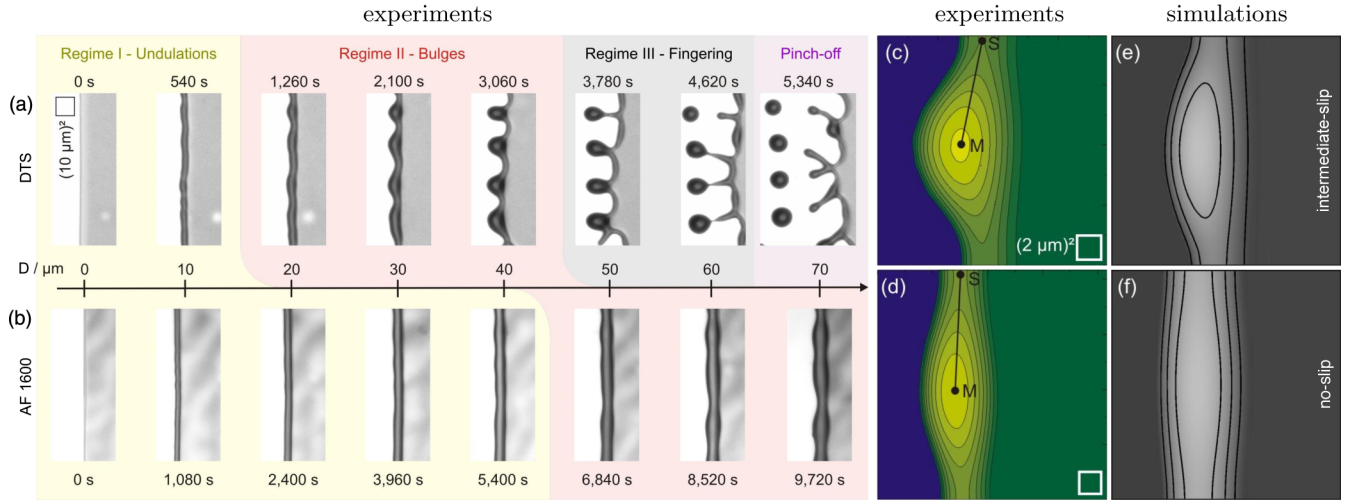 experiments
experiments
simulations
Regime I - Undulations
Regime II - Bulges
Regime III - Fingering
Pinch-off
0 s
540 s
1,260 s
2,100 s
3,060 s
3,780 s
4,620 s
5,340 s
(a)
(10 µm)²
DTS
D / µm
0
10
20
30
40
50
60
70
(b)
AF 1600
0 s
1,080 s
2,400 s
3,960 s
5,400 s
6,840 s
8,520 s
9,720 s
(c)
S
M
(2 µm)²
(d)
S
M
(e)
intermediate-slip
(f)
no-slip